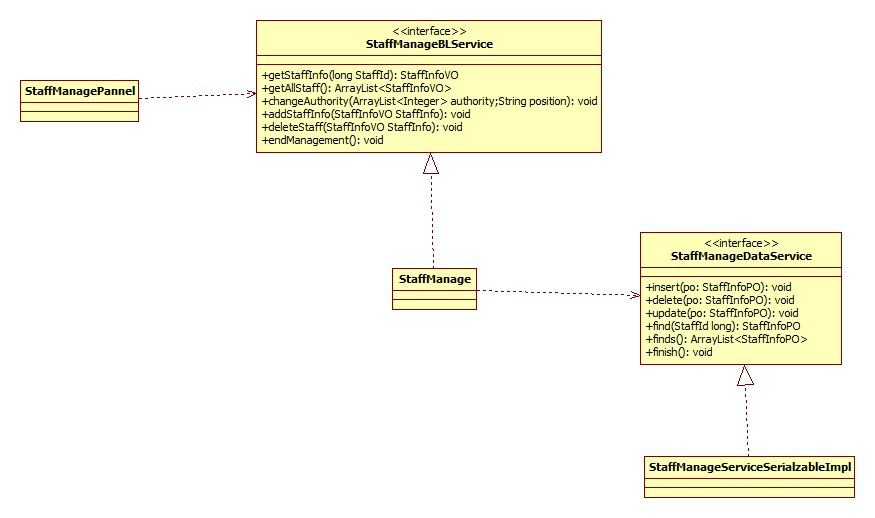 <<interface>>
StaffManageBLService
+getStaffInfo(long StaffId): StaffInfoVO
+getAllStaff(): ArrayList<StaffInfoVO>
+changeAuthority(ArrayList<Integer> authority;String position): void
+addStaffInfo(StaffInfoVO StaffInfo): void
+deleteStaff(StaffInfoVO StaffInfo): void
+endManagement(): void
StaffManagePannel
StaffManage
<<interface>>
StaffManageDataService
+insert(po: StaffInfoPO): void
+delete(po: StaffInfoPO): void
+update(po: StaffInfoPO): void
+find(StaffId long): StaffInfoPO
+finds(): ArrayList<StaffInfoPO>
+finish(): void
StaffManageServiceSerialzableImpl